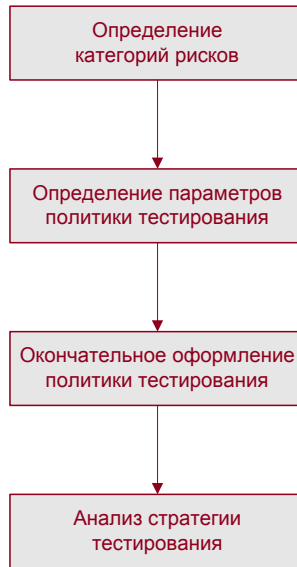 Определение
категорий рисков
Определение параметров
политики тестирования
Окончательное оформление
политики тестирования
Анализ стратегии
тестирования